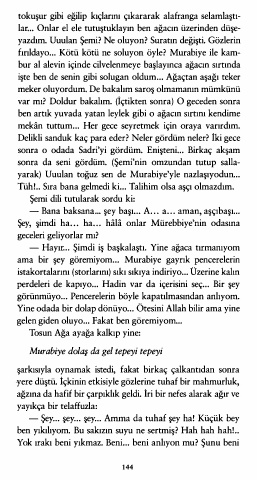 tokuşur gibi eğilip kıçlarını çıkararak alafranga selamlaştı-
lar... Onlar el ele tutuştuklayın ben ağacın üzerinden düşe-
yazdım. Uuulan Şemi? Ne oluyon? Suratın değişti. Gözlerin
fırıldayo... Kötü kötü ne soluyon öyle? Murabiye ile kam-
bur al alevin içinde cilvelenmeye başlayınca ağacın sırtında
işte ben de senin gibi solugan oldum... Ağaçtan aşağı teker
meker oluyordum. De bakalım saroş olmamanın mümkünü
var mı? Doldur bakalım. (İçtikten sonra) O geceden sonra
ben artık yuvada yatan leylek gibi o ağacın sırtını kendime
mekân tuttum... Her gece seyretmek için oraya varırdım.
Delikli sanduk kaç para eder? Neler gördüm neler? İki gece
sonra o odada Sadri'yi gördüm. Enişteni... Birkaç akşam
sonra da seni gördüm. (Şemi'nin omzundan tutup salla-
yarak) Uuulan toğuz sen de Murabiye'yle nazlaşıyodun...
Tüh!.. Sıra bana gelmedi ki... Talihim olsa aşçı olmazdım.
Şemi dili tutularak sordu ki:
— Bana baksana... şey başı... A... a... aman, aşçıbaşı...
Şey, şimdi ha... ha... hâlâ onlar Mürebbiye'nin odasına
geceleri geliyorlar mı?
— Hayır... Şimdi iş başkalaştı. Yine ağaca tırmanıyom
ama bir şey göremiyom... Murabiye gayrık pencerelerin
istakortalarını (storlarını) sıkı sıkıya indiriyo... Üzerine kalın
perdeleri de kapıyo... Hadin var da içerisini seç... Bir şey
görünmüyo... Pencerelerin böyle kapatılmasından anlıyom.
Yine odada bir dolap dönüyo... Ötesini Allah bilir ama yine
gelen giden oluyo... Fakat ben göremiyom...
Tosun Ağa ayağa kalkıp yine:
Murabiye dolaş da gel tepeyi tepeyi
şarkısıyla oynamak istedi, fakat birkaç çalkantıdan sonra
yere düştü. İçkinin etkisiyle gözlerine tuhaf bir mahmurluk,
ağzına da hafif bir çarpıklık geldi. İri bir nefes alarak ağır ve
yayıkça bir telaffuzla:
— Şey... şey... şey... Amma da tuhaf şey ha! Küçük bey
ben yıkılıyom. Bu sakızın suyu ne sertmiş? Hah hah hah!..
Yok ırakı beni yıkmaz. Beni... beni anlıyon mu? Şunu beni
144